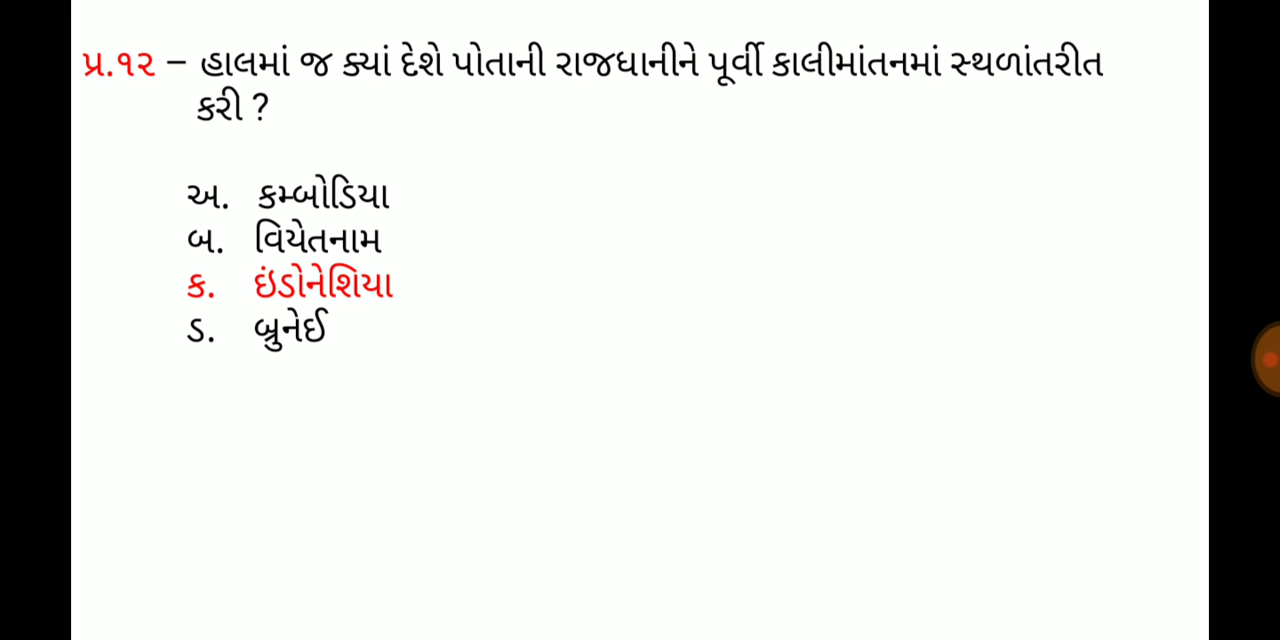 પ્ર.૧૨ – હાલમાં જ ક્યાં દેશે પોતાની રાજધાનીને પૂર્વી કાલીમાંતનમાં સ્થળાંતરીત
કરી ?
અ. કમ્બોડિયા
બ. વિયેતનામ
ક. ઇંડોનેશિયા
ડ. બ્રુનેઈ